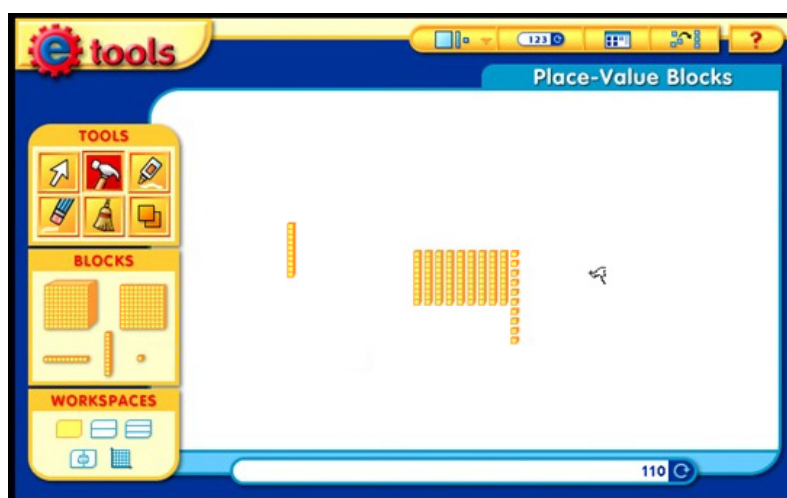 e tools
123
?
Place-Value Blocks
TOOLS
BLOCKS
WORKSPACES
110